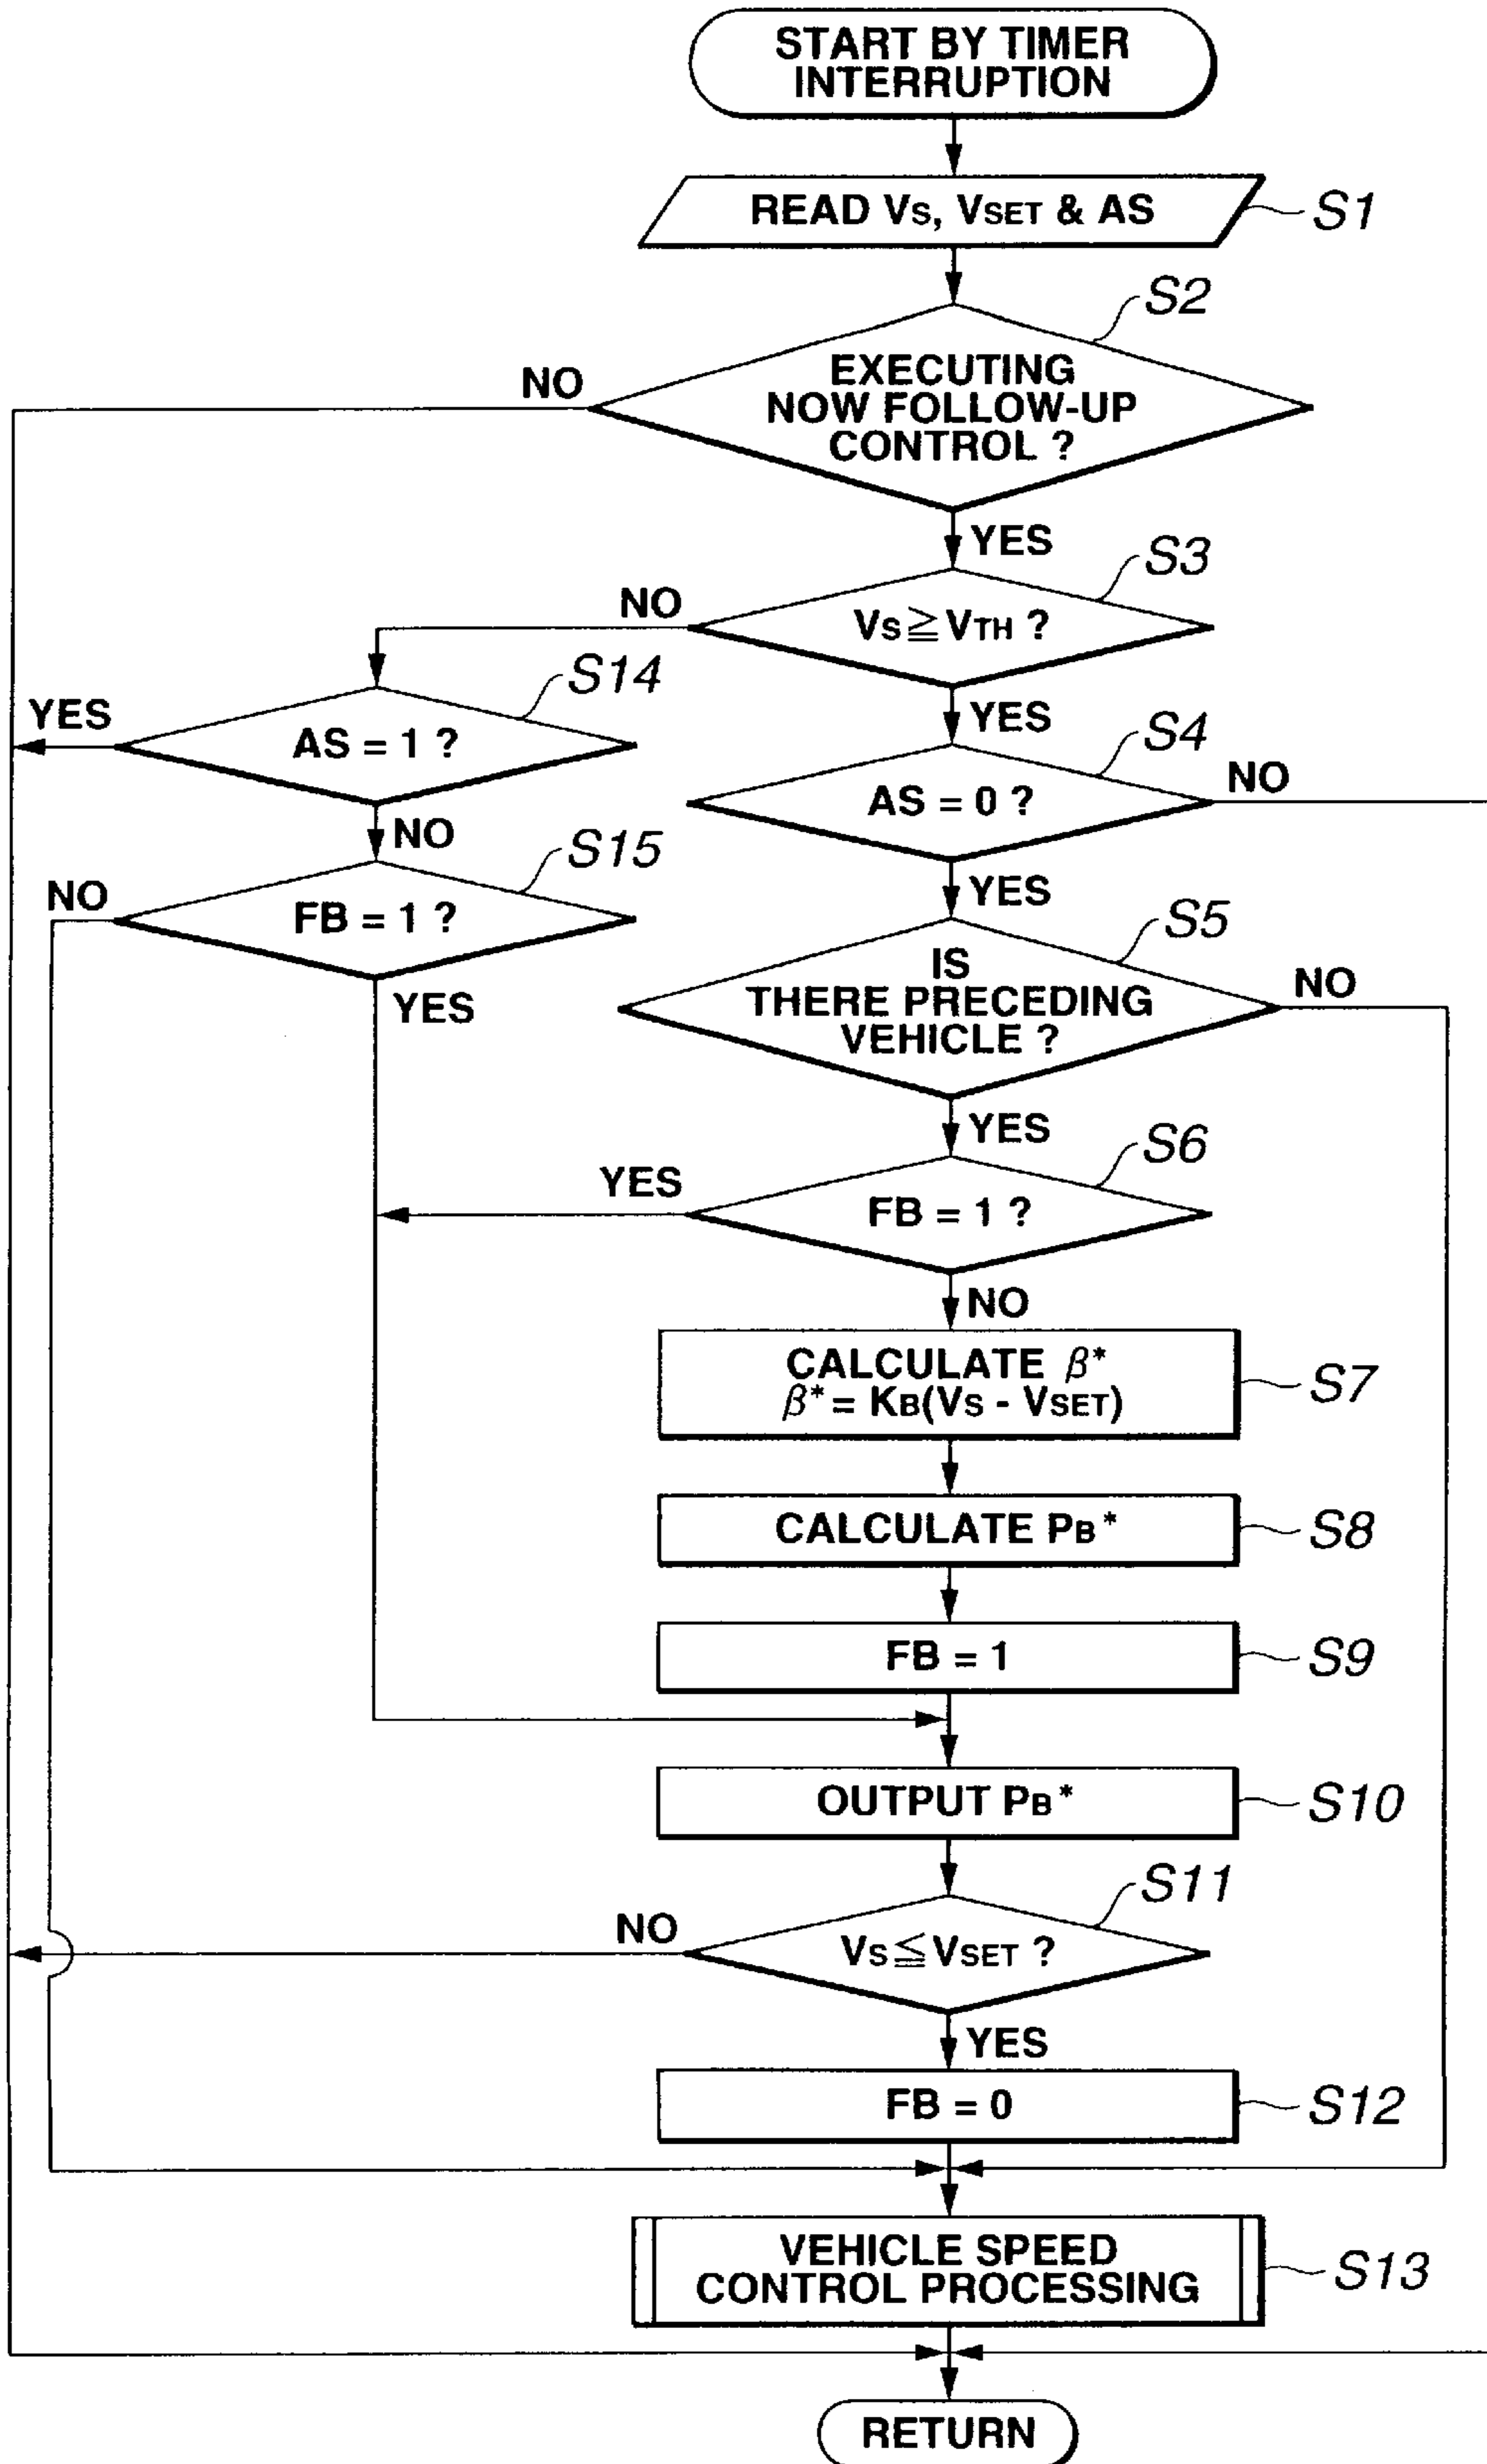 START BY TIMER
INTERRUPTION
READ VS, VSET & AS
S1
S2
EXECUTING
NOW FOLLOW-UP
CONTROL ?
NO
YES
S3
NO
VS ≧ VTH ?
S14
YES
YES
AS = 1 ?
S4
NO
AS = 0 ?
NO
S15
NO
YES
FB = 1 ?
S5
YES
IS
THERE PRECEDING
VEHICLE ?
NO
YES
S6
YES
FB = 1 ?
NO
CALCULATE β*
β* = KB(VS - VSET)
S7
CALCULATE PB*
S8
FB = 1
S9
OUTPUT PB*
S10
S11
NO
VS ≦ VSET ?
YES
FB = 0
S12
VEHICLE SPEED
CONTROL PROCESSING
S13
RETURN